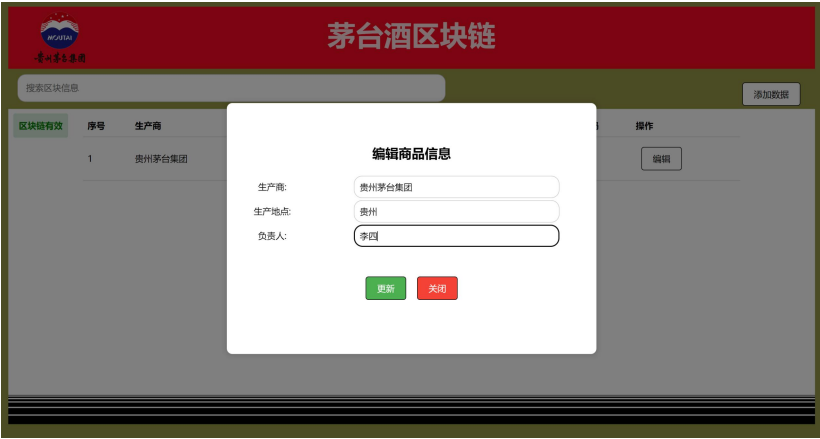 MOUTAI
贵州茅台集团
茅台酒区块链
搜索区块信息
添加数据
区块链有效 序号 生产商 操作
1 贵州茅台集团 编辑
编辑商品信息
生产商: 贵州茅台集团
生产地点: 贵州
负责人: 李四
更新 关闭